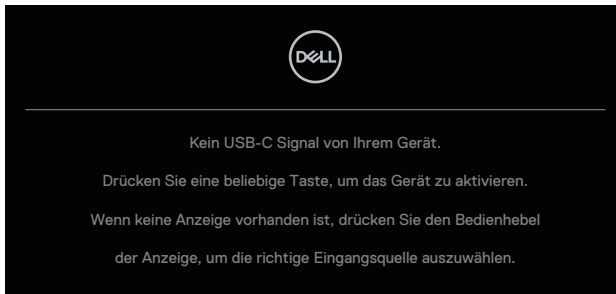 DELL
Kein USB-C Signal von Ihrem Gerät.
Drücken Sie eine beliebige Taste, um das Gerät zu aktivieren.
Wenn keine Anzeige vorhanden ist, drücken Sie den Bedienhebel
der Anzeige, um die richtige Eingangsquelle auszuwählen.